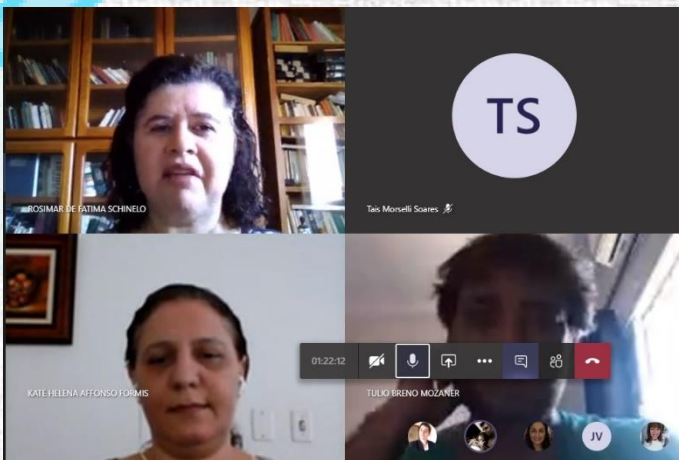 TS
ROSIMAR DE FATIMA SCHINELO
Tais Morselli Soares
01:22:12
KATE HELENA AFFONSO FORMIS
TULIO BRENO MOZANER
JV